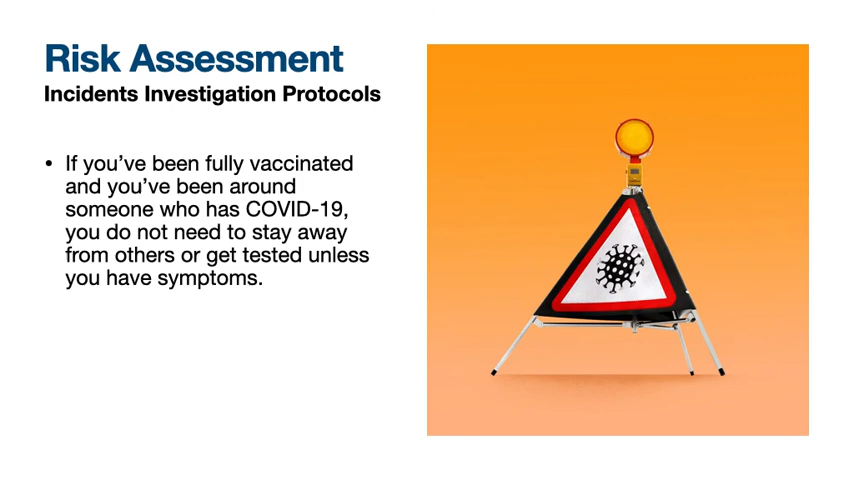 Risk Assessment
Incidents Investigation Protocols
• If you’ve been fully vaccinated
and you’ve been around
someone who has COVID-19,
you do not need to stay away
from others or get tested unless
you have symptoms.